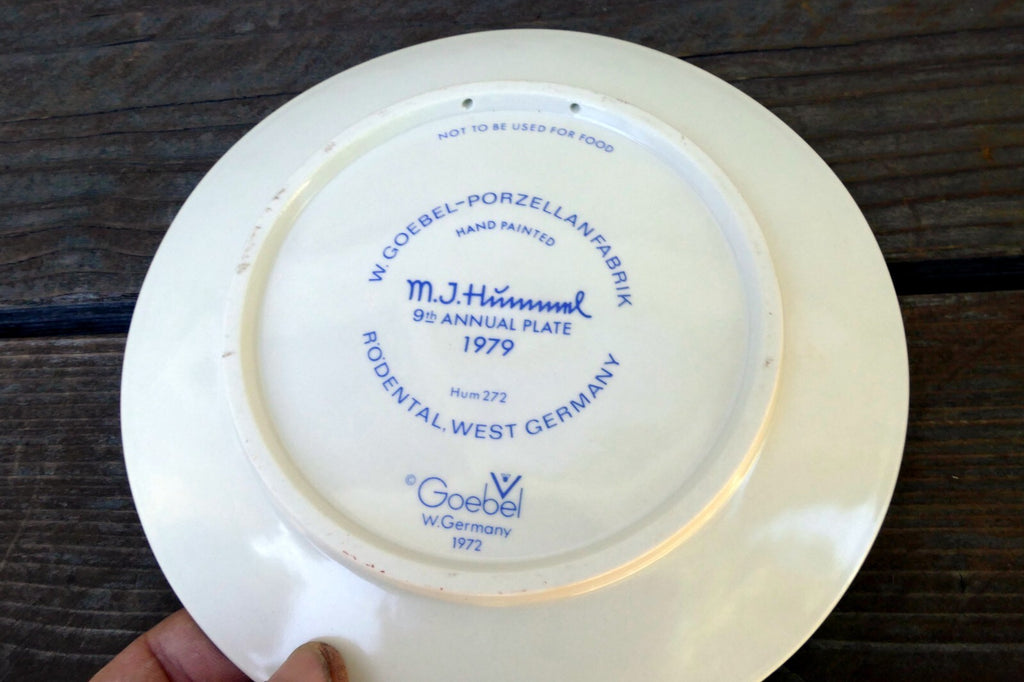 NOT TO BE USED FOR FOOD
W. GOEBEL-PORZELLANFABRIK
HAND PAINTED
M.J.Hummel
9th ANNUAL PLATE
1979
Hum 272
RÖDENTAL, WEST GERMANY
© Goebel
W.Germany
1972